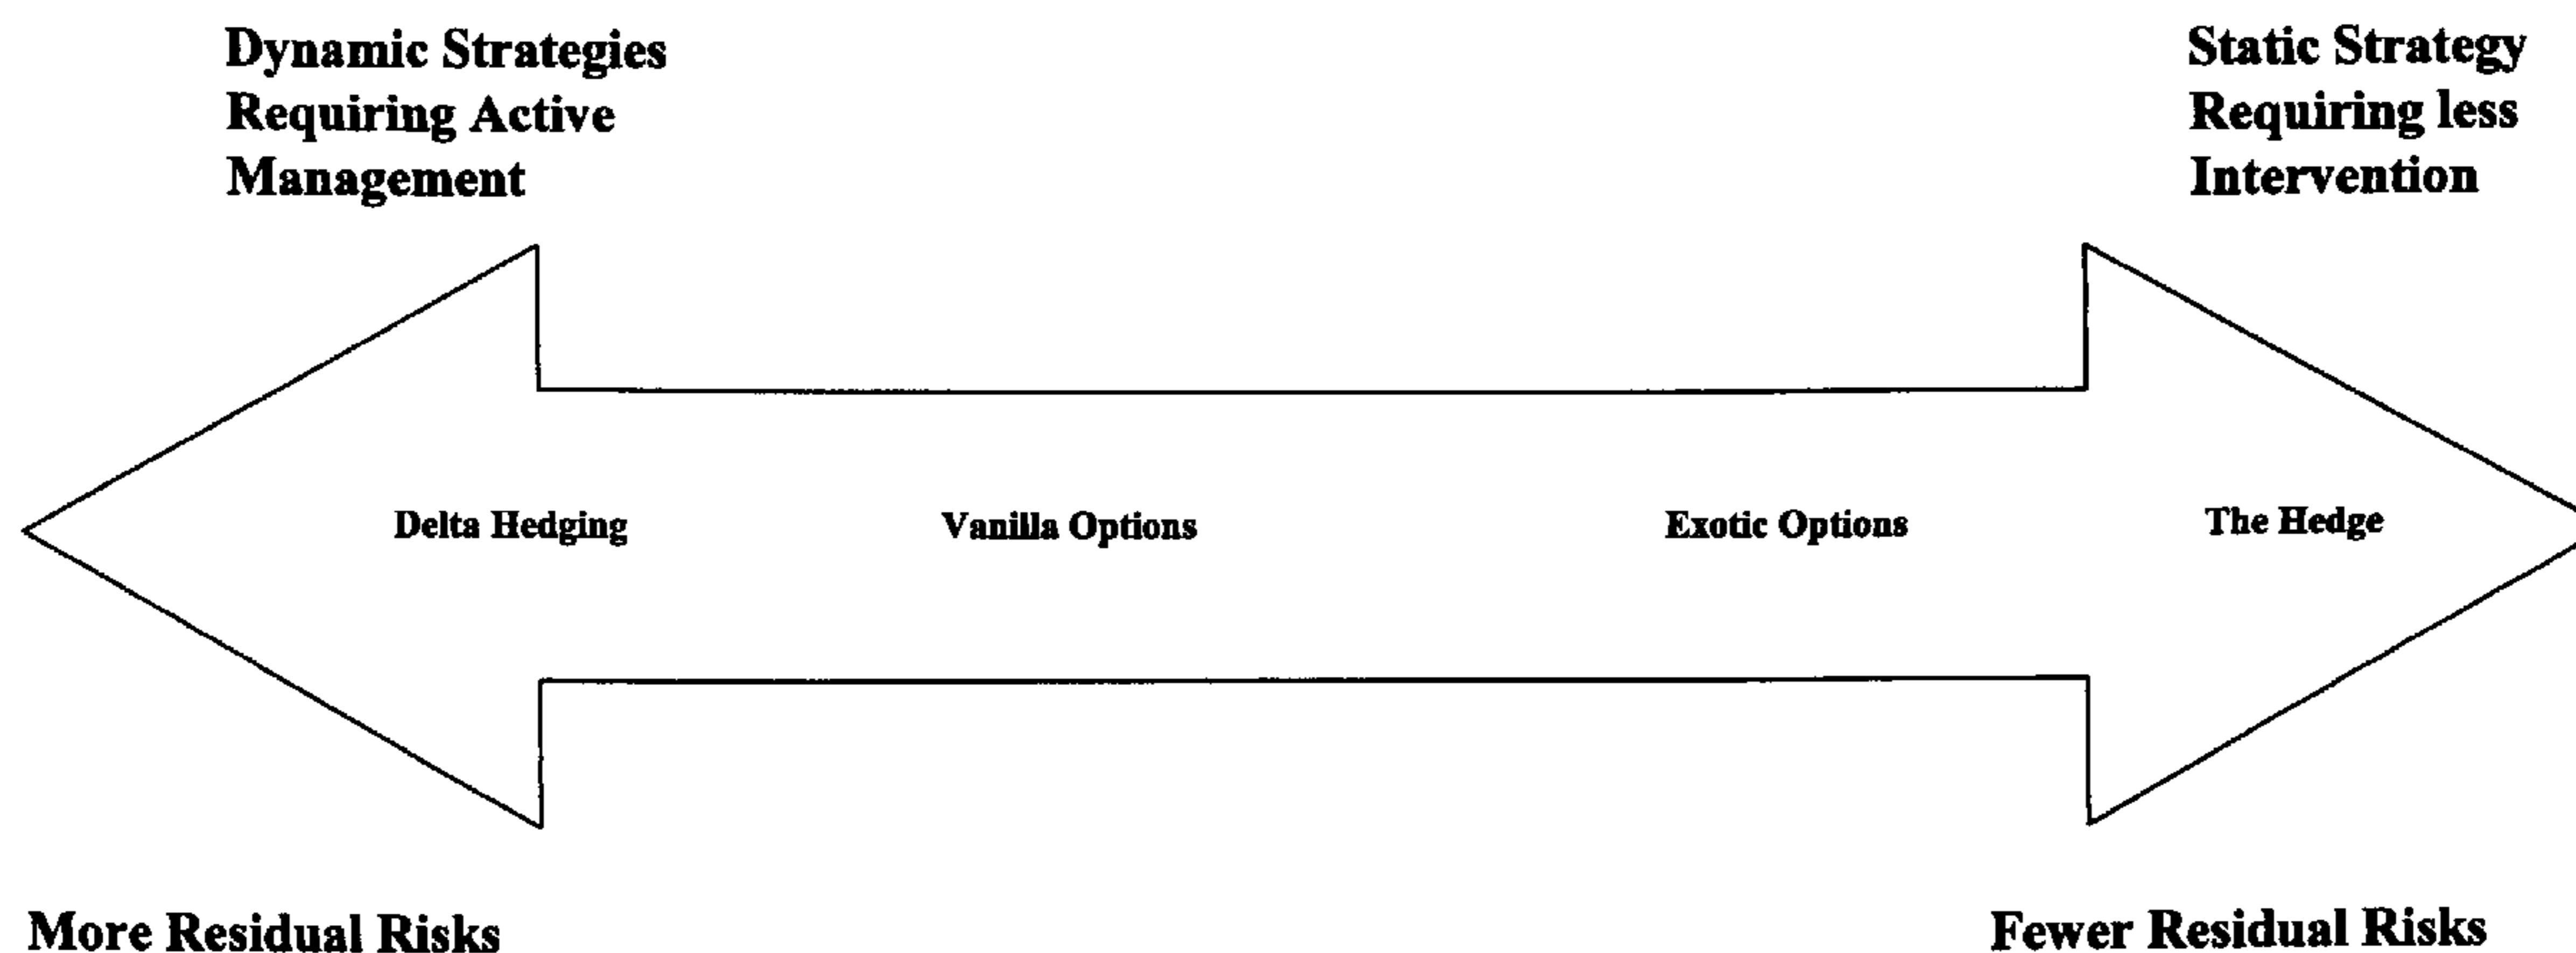 Dynamic Strategies
Requiring Active
Management
Static Strategy
Requiring less
Intervention
Delta Hedging
Vanilla Options
Exotic Options
The Hedge
More Residual Risks
Fewer Residual Risks